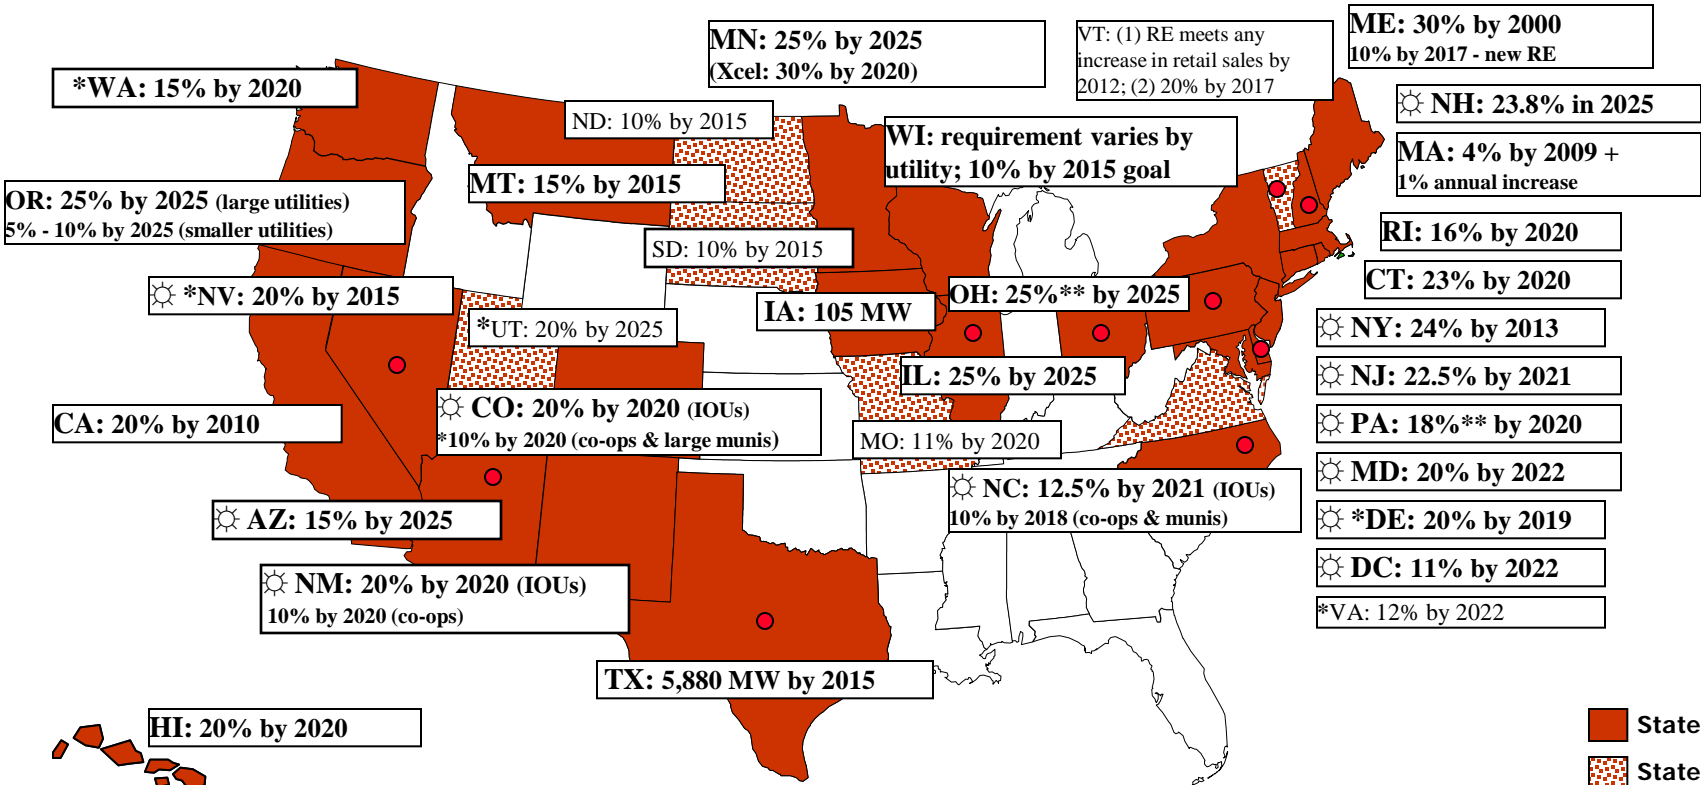 MN: 25% by 2025
(Xcel: 30% by 2020)
VT: (1) RE meets any
increase in retail sales by
2012; (2) 20% by 2017
ME: 30% by 2000
10% by 2017 - new RE
*WA: 15% by 2020
ND: 10% by 2015
☼ NH: 23.8% in 2025
WI: requirement varies by
utility; 10% by 2015 goal
MA: 4% by 2009 +
1% annual increase
MT: 15% by 2015
OR: 25% by 2025 (large utilities)
5% - 10% by 2025 (smaller utilities)
RI: 16% by 2020
SD: 10% by 2015
CT: 23% by 2020
☼ *NV: 20% by 2015
OH: 25%** by 2025
IA: 105 MW
*UT: 20% by 2025
☼ NY: 24% by 2013
IL: 25% by 2025
☼ NJ: 22.5% by 2021
☼ CO: 20% by 2020 (IOUs)
*10% by 2020 (co-ops & large munis)
CA: 20% by 2010
☼ PA: 18%** by 2020
MO: 11% by 2020
☼ MD: 20% by 2022
☼ NC: 12.5% by 2021 (IOUs)
10% by 2018 (co-ops & munis)
☼ AZ: 15% by 2025
☼ *DE: 20% by 2019
☼ DC: 11% by 2022
☼ NM: 20% by 2020 (IOUs)
10% by 2020 (co-ops)
*VA: 12% by 2022
TX: 5,880 MW by 2015
HI: 20% by 2020
State
State